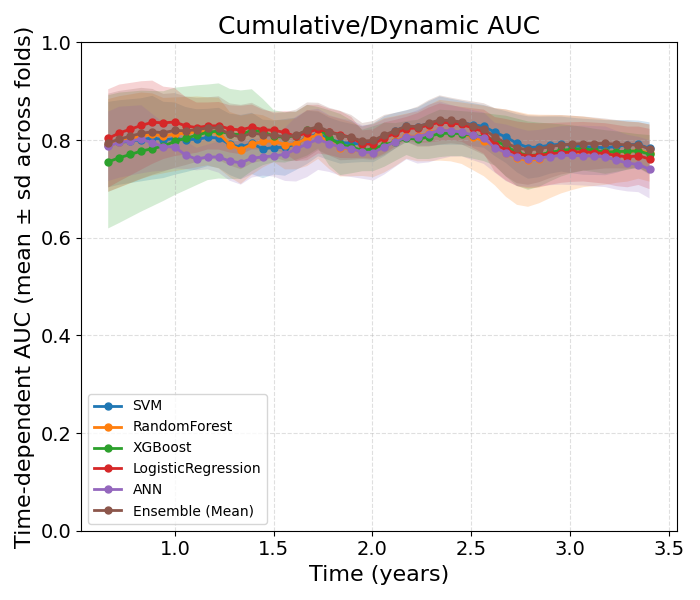 Cumulative/Dynamic AUC
Time-dependent AUC (mean ± sd across folds)
1.0
0.8
0.6
0.4
0.2
0.0
SVM
RandomForest
XGBoost
LogisticRegression
ANN
Ensemble (Mean)
1.0 1.5 2.0 2.5 3.0 3.5
Time (years)